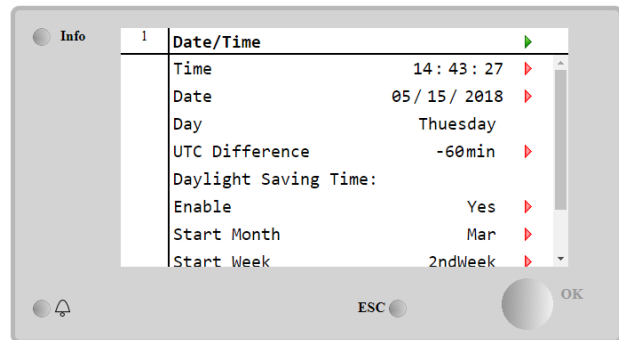 Info
1
Date/Time
Time 14:43:27
Date 05/15/2018
Day Thuesday
UTC Difference -60min
Daylight Saving Time:
Enable Yes
Start Month Mar
Start Week 2ndWeek
ESC
OK